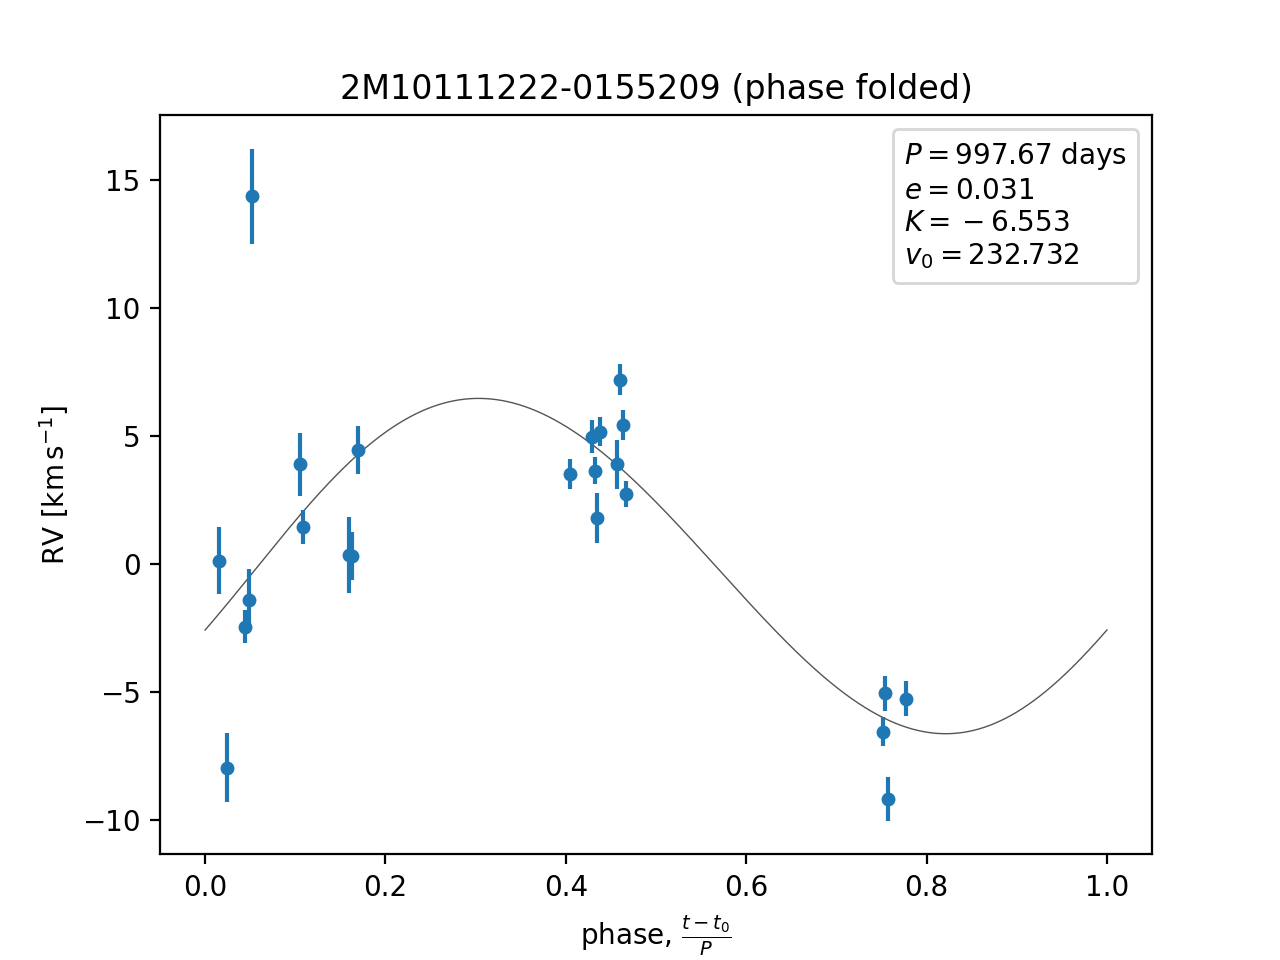 2M10111222-0155209 (phase folded)
P = 997.67 days
e = 0.031
K = −6.553
v₀ = 232.732
15
10
5
0
−5
−10
RV [km s⁻¹]
0.0 0.2 0.4 0.6 0.8 1.0
phase, (t − t₀)/P